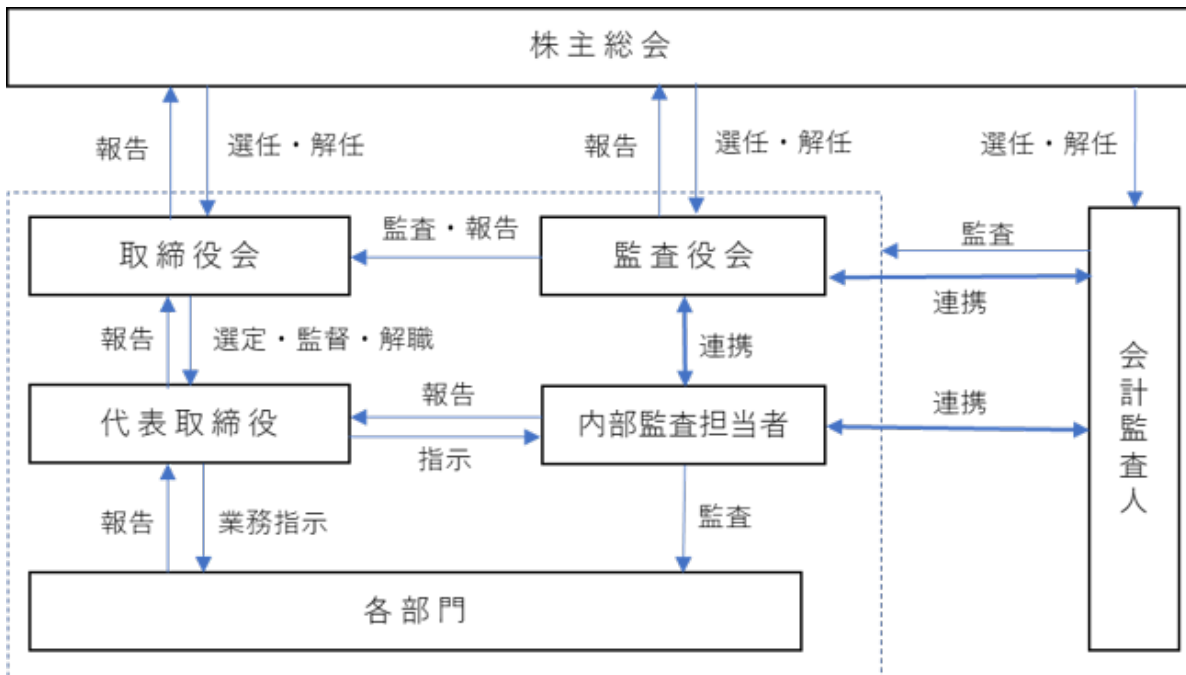 株主総会
報告
選任・解任
報告
選任・解任
選任・解任
取締役会
監査・報告
監査役会
監査
連携
報告
選定・監督・解職
連携
代表取締役
報告
指示
内部監査担当者
連携
会計監査人
報告
業務指示
監査
各部門